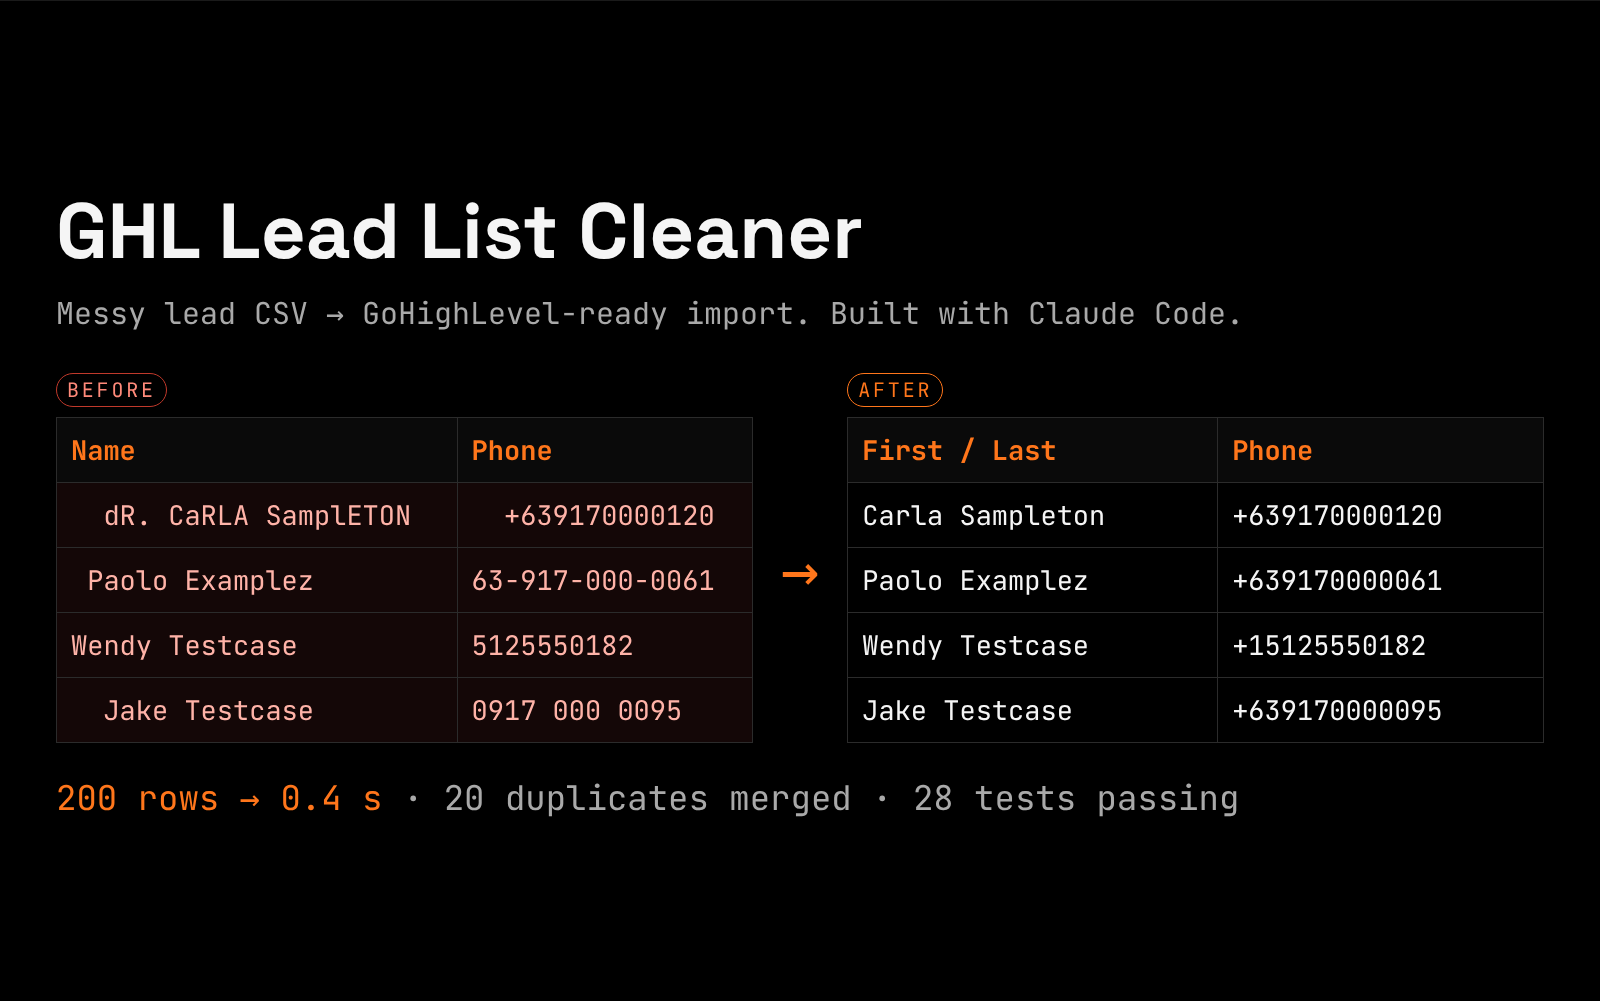 GHL Lead List Cleaner
Messy lead CSV → GoHighLevel-ready import. Built with Claude Code.
BEFORE
Name Phone
dR. CaRLA SamplETON +639170000120
Paolo Examplez 63-917-000-0061
Wendy Testcase 5125550182
Jake Testcase 0917 000 0095
→
AFTER
First / Last Phone
Carla Sampleton +639170000120
Paolo Examplez +639170000061
Wendy Testcase +15125550182
Jake Testcase +639170000095
200 rows → 0.4 s · 20 duplicates merged · 28 tests passing